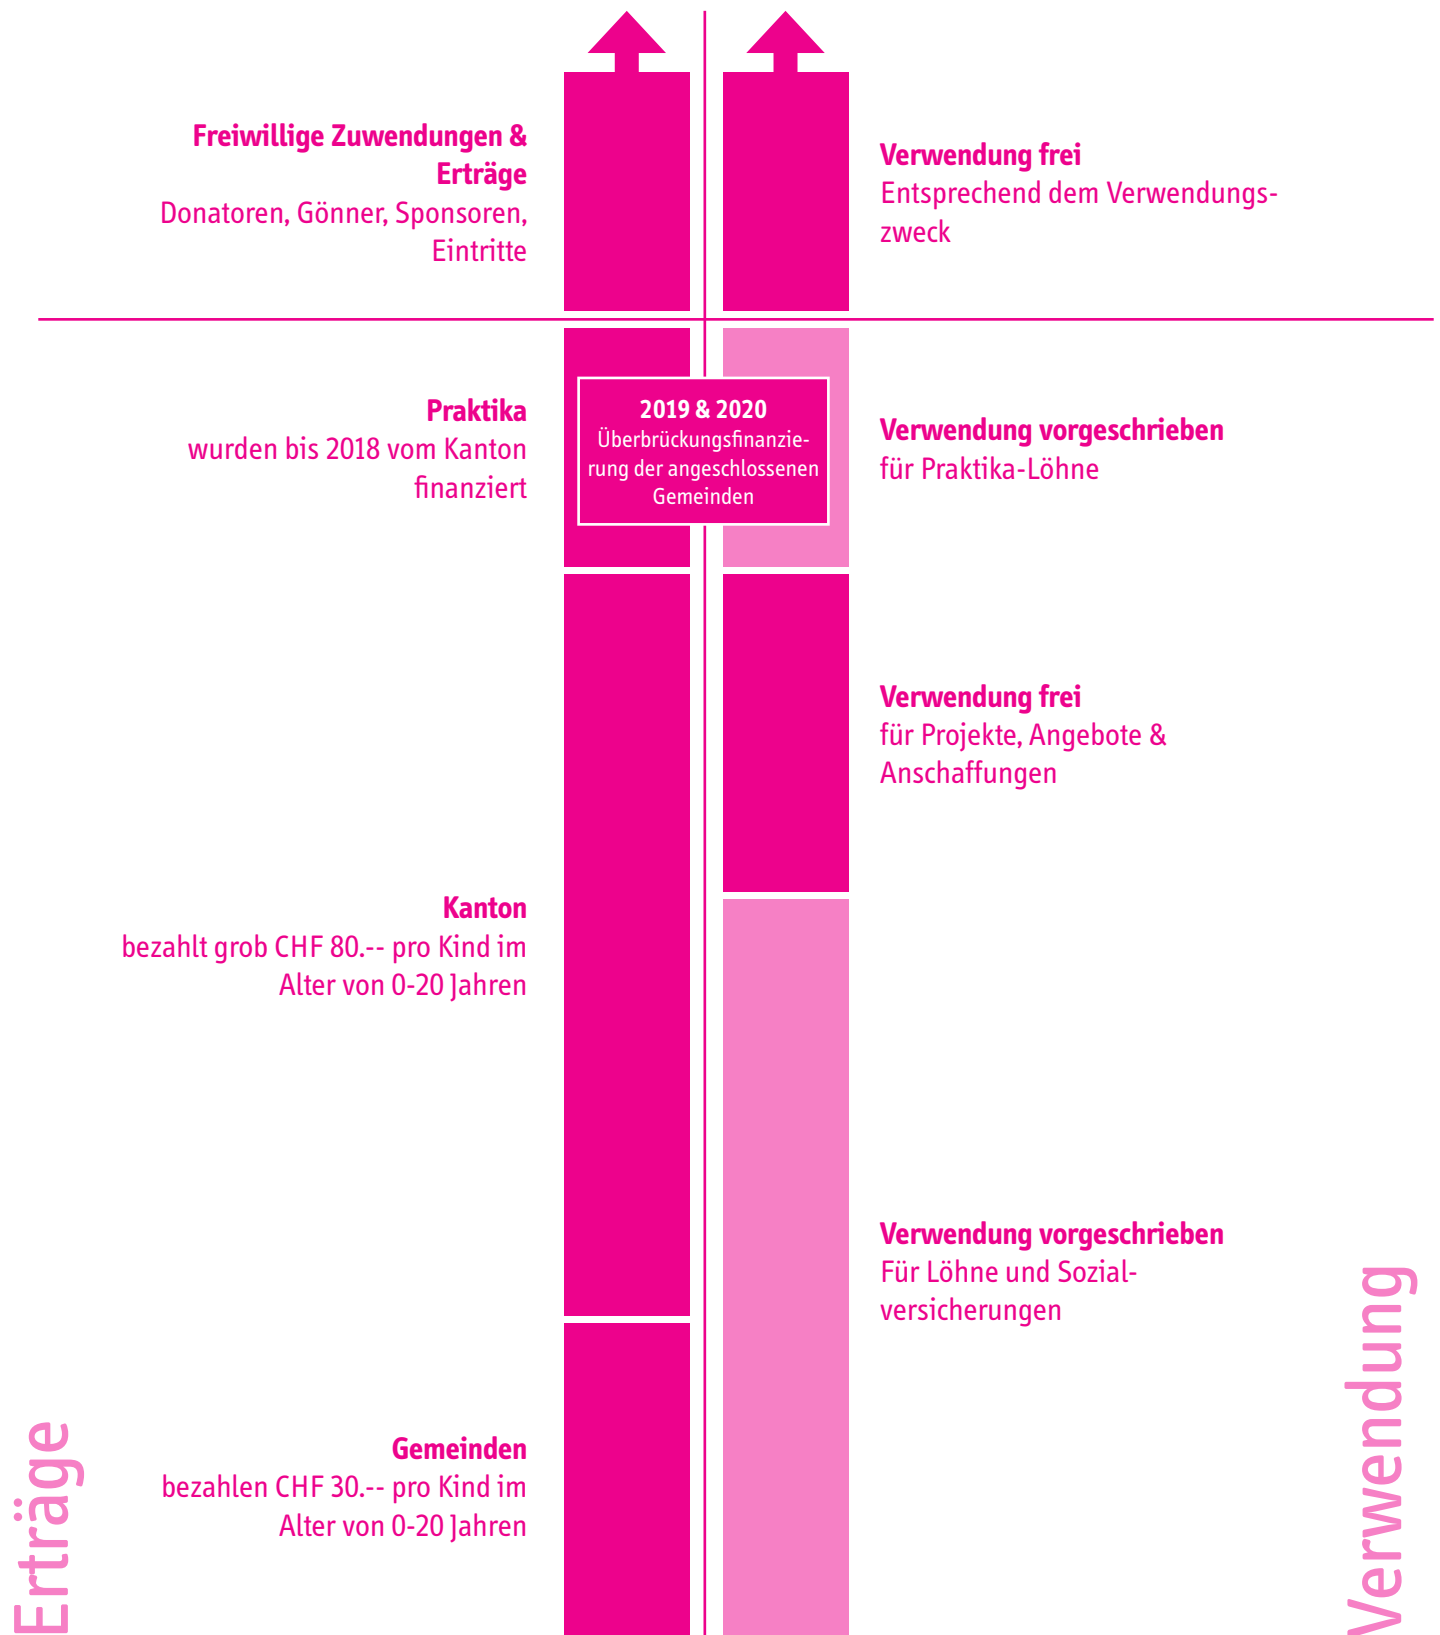 Freiwillige Zuwendungen &
Erträge
Donatoren, Gönner, Sponsoren,
Eintritte
Verwendung frei
Entsprechend dem Verwendungs-
zweck
Praktika
wurden bis 2018 vom Kanton
finanziert
2019 & 2020
Überbrückungsfinanzie-
rung der angeschlossenen
Gemeinden
Verwendung vorgeschrieben
für Praktika-Löhne
Verwendung frei
für Projekte, Angebote &
Anschaffungen
Kanton
bezahlt grob CHF 80.-- pro Kind im
Alter von 0-20 Jahren
Verwendung vorgeschrieben
Für Löhne und Sozial-
versicherungen
Gemeinden
bezahlen CHF 30.-- pro Kind im
Alter von 0-20 Jahren
Erträge
Verwendung